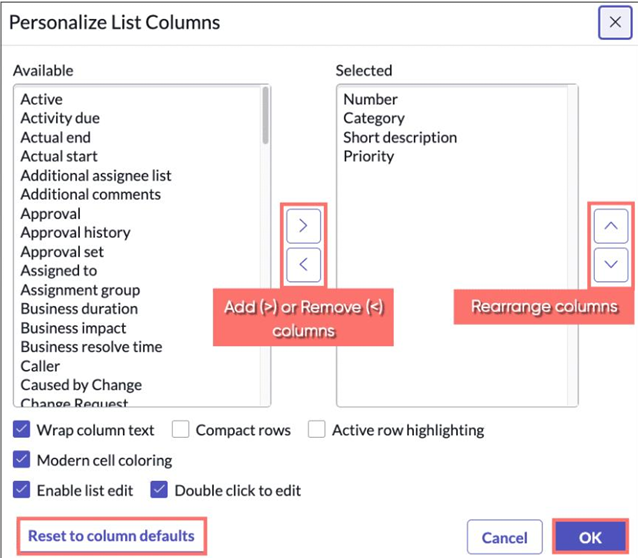 Personalize List Columns
Available
Selected
Active
Activity due
Actual end
Actual start
Additional assignee list
Additional comments
Approval
Approval history
Approval set
Assigned to
Assignment group
Business duration
Business impact
Business resolve time
Caller
Caused by Change
Change Request
Number
Category
Short description
Priority
Add (>) or Remove (<)
columns
Rearrange columns
Wrap column text
Compact rows
Active row highlighting
Modern cell coloring
Enable list edit
Double click to edit
Reset to column defaults
Cancel
OK